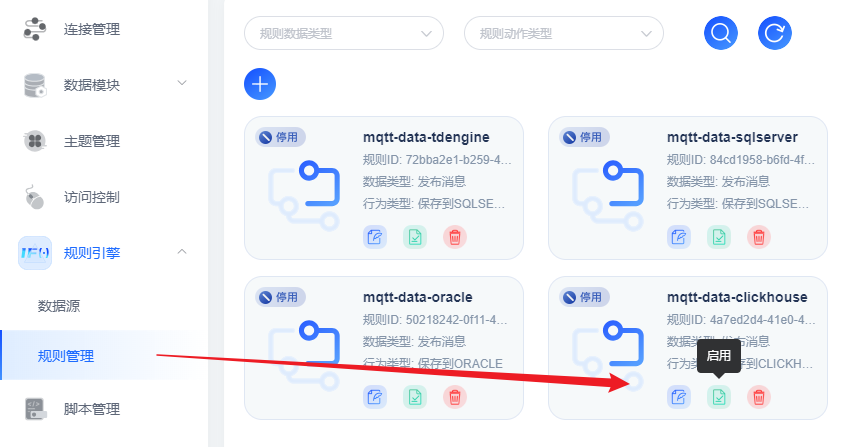 连接管理
数据模块
主题管理
访问控制
规则引擎
数据源
规则管理
脚本管理
规则数据类型
规则动作类型
停用
mqtt-data-tdengine
规则ID: 72bba2e1-b259-4...
数据类型: 发布消息
行为类型: 保存到SQLSE...
停用
mqtt-data-sqlserver
规则ID: 84cd1958-b6fd-4f...
数据类型: 发布消息
行为类型: 保存到SQLSE...
停用
mqtt-data-oracle
规则ID: 50218242-0f11-4...
数据类型: 发布消息
行为类型: 保存到ORACLE
停用
mqtt-data-clickhouse
规则ID: 4a7ed2d4-41e0-4...
数据类型: 发布消息
行为类型: 保存到CLICKH...
启用